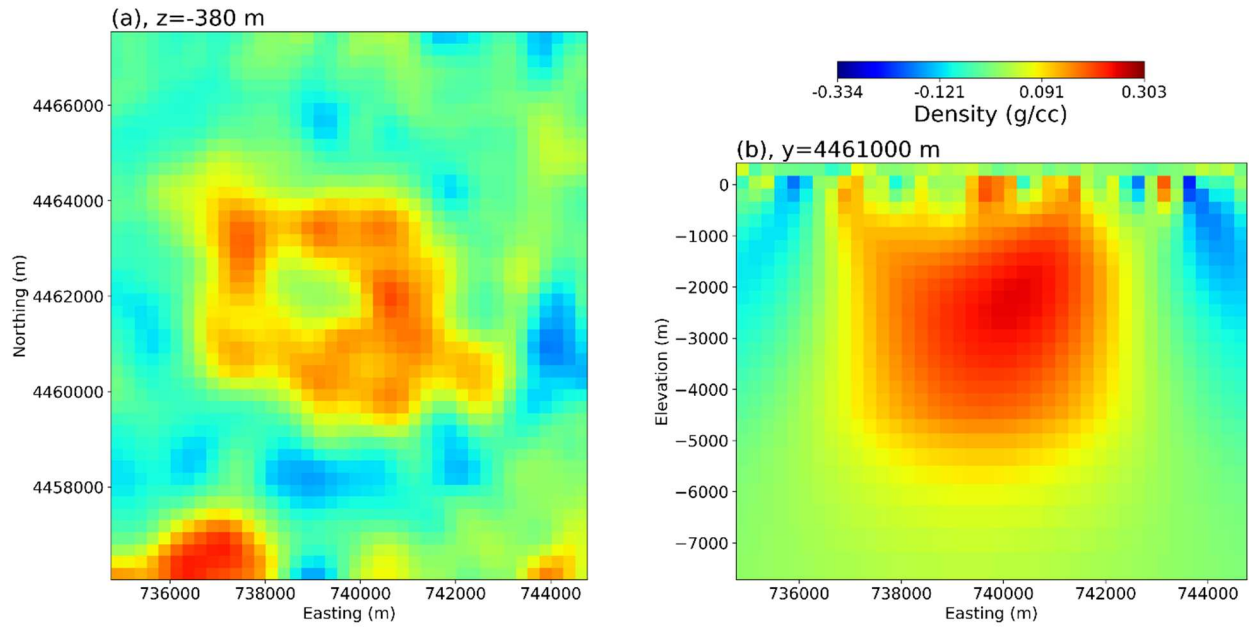 (a), z=-380 m
4466000
4464000
4462000
4460000
4458000
Northing (m)
736000 738000 740000 742000 744000
Easting (m)
-0.334 -0.121 0.091 0.303
Density (g/cc)
(b), y=4461000 m
0
−1000
−2000
−3000
−4000
−5000
−6000
−7000
Elevation (m)
736000 738000 740000 742000 744000
Easting (m)